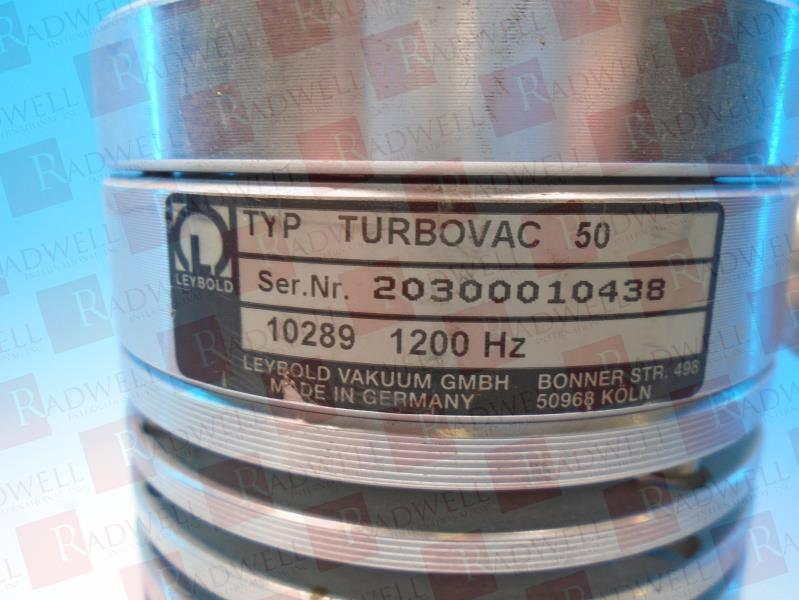 TYP TURBOVAC 50
LEYBOLD
Ser.Nr. 20300010438
10289 1200 Hz
LEYBOLD VAKUUM GMBH BONNER STR. 498
MADE IN GERMANY 50968 KÖLN
RADWELL